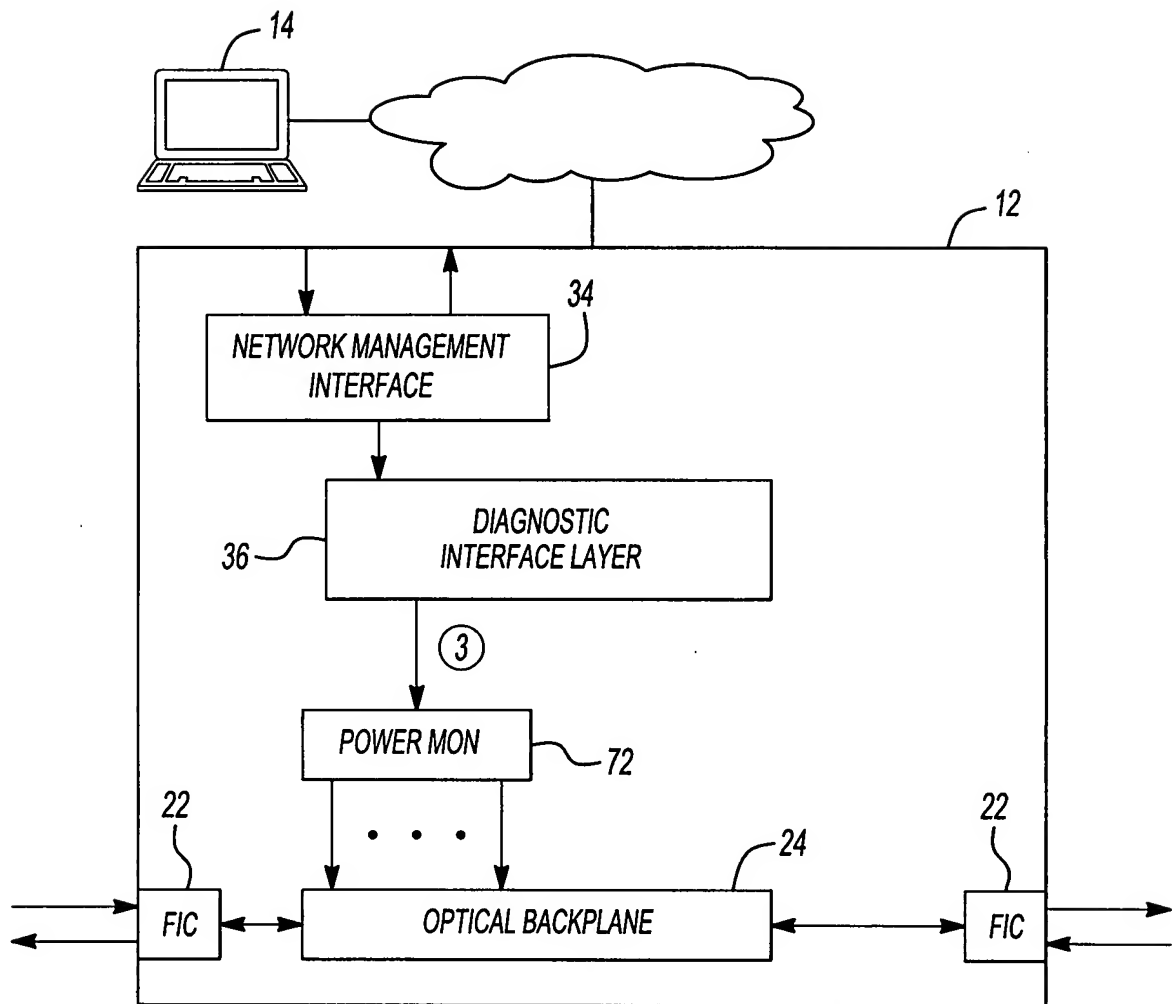 14
12
34
NETWORK MANAGEMENT
INTERFACE
DIAGNOSTIC
INTERFACE LAYER
36
3
POWER MON
72
22
24
22
FIC
OPTICAL BACKPLANE
FIC